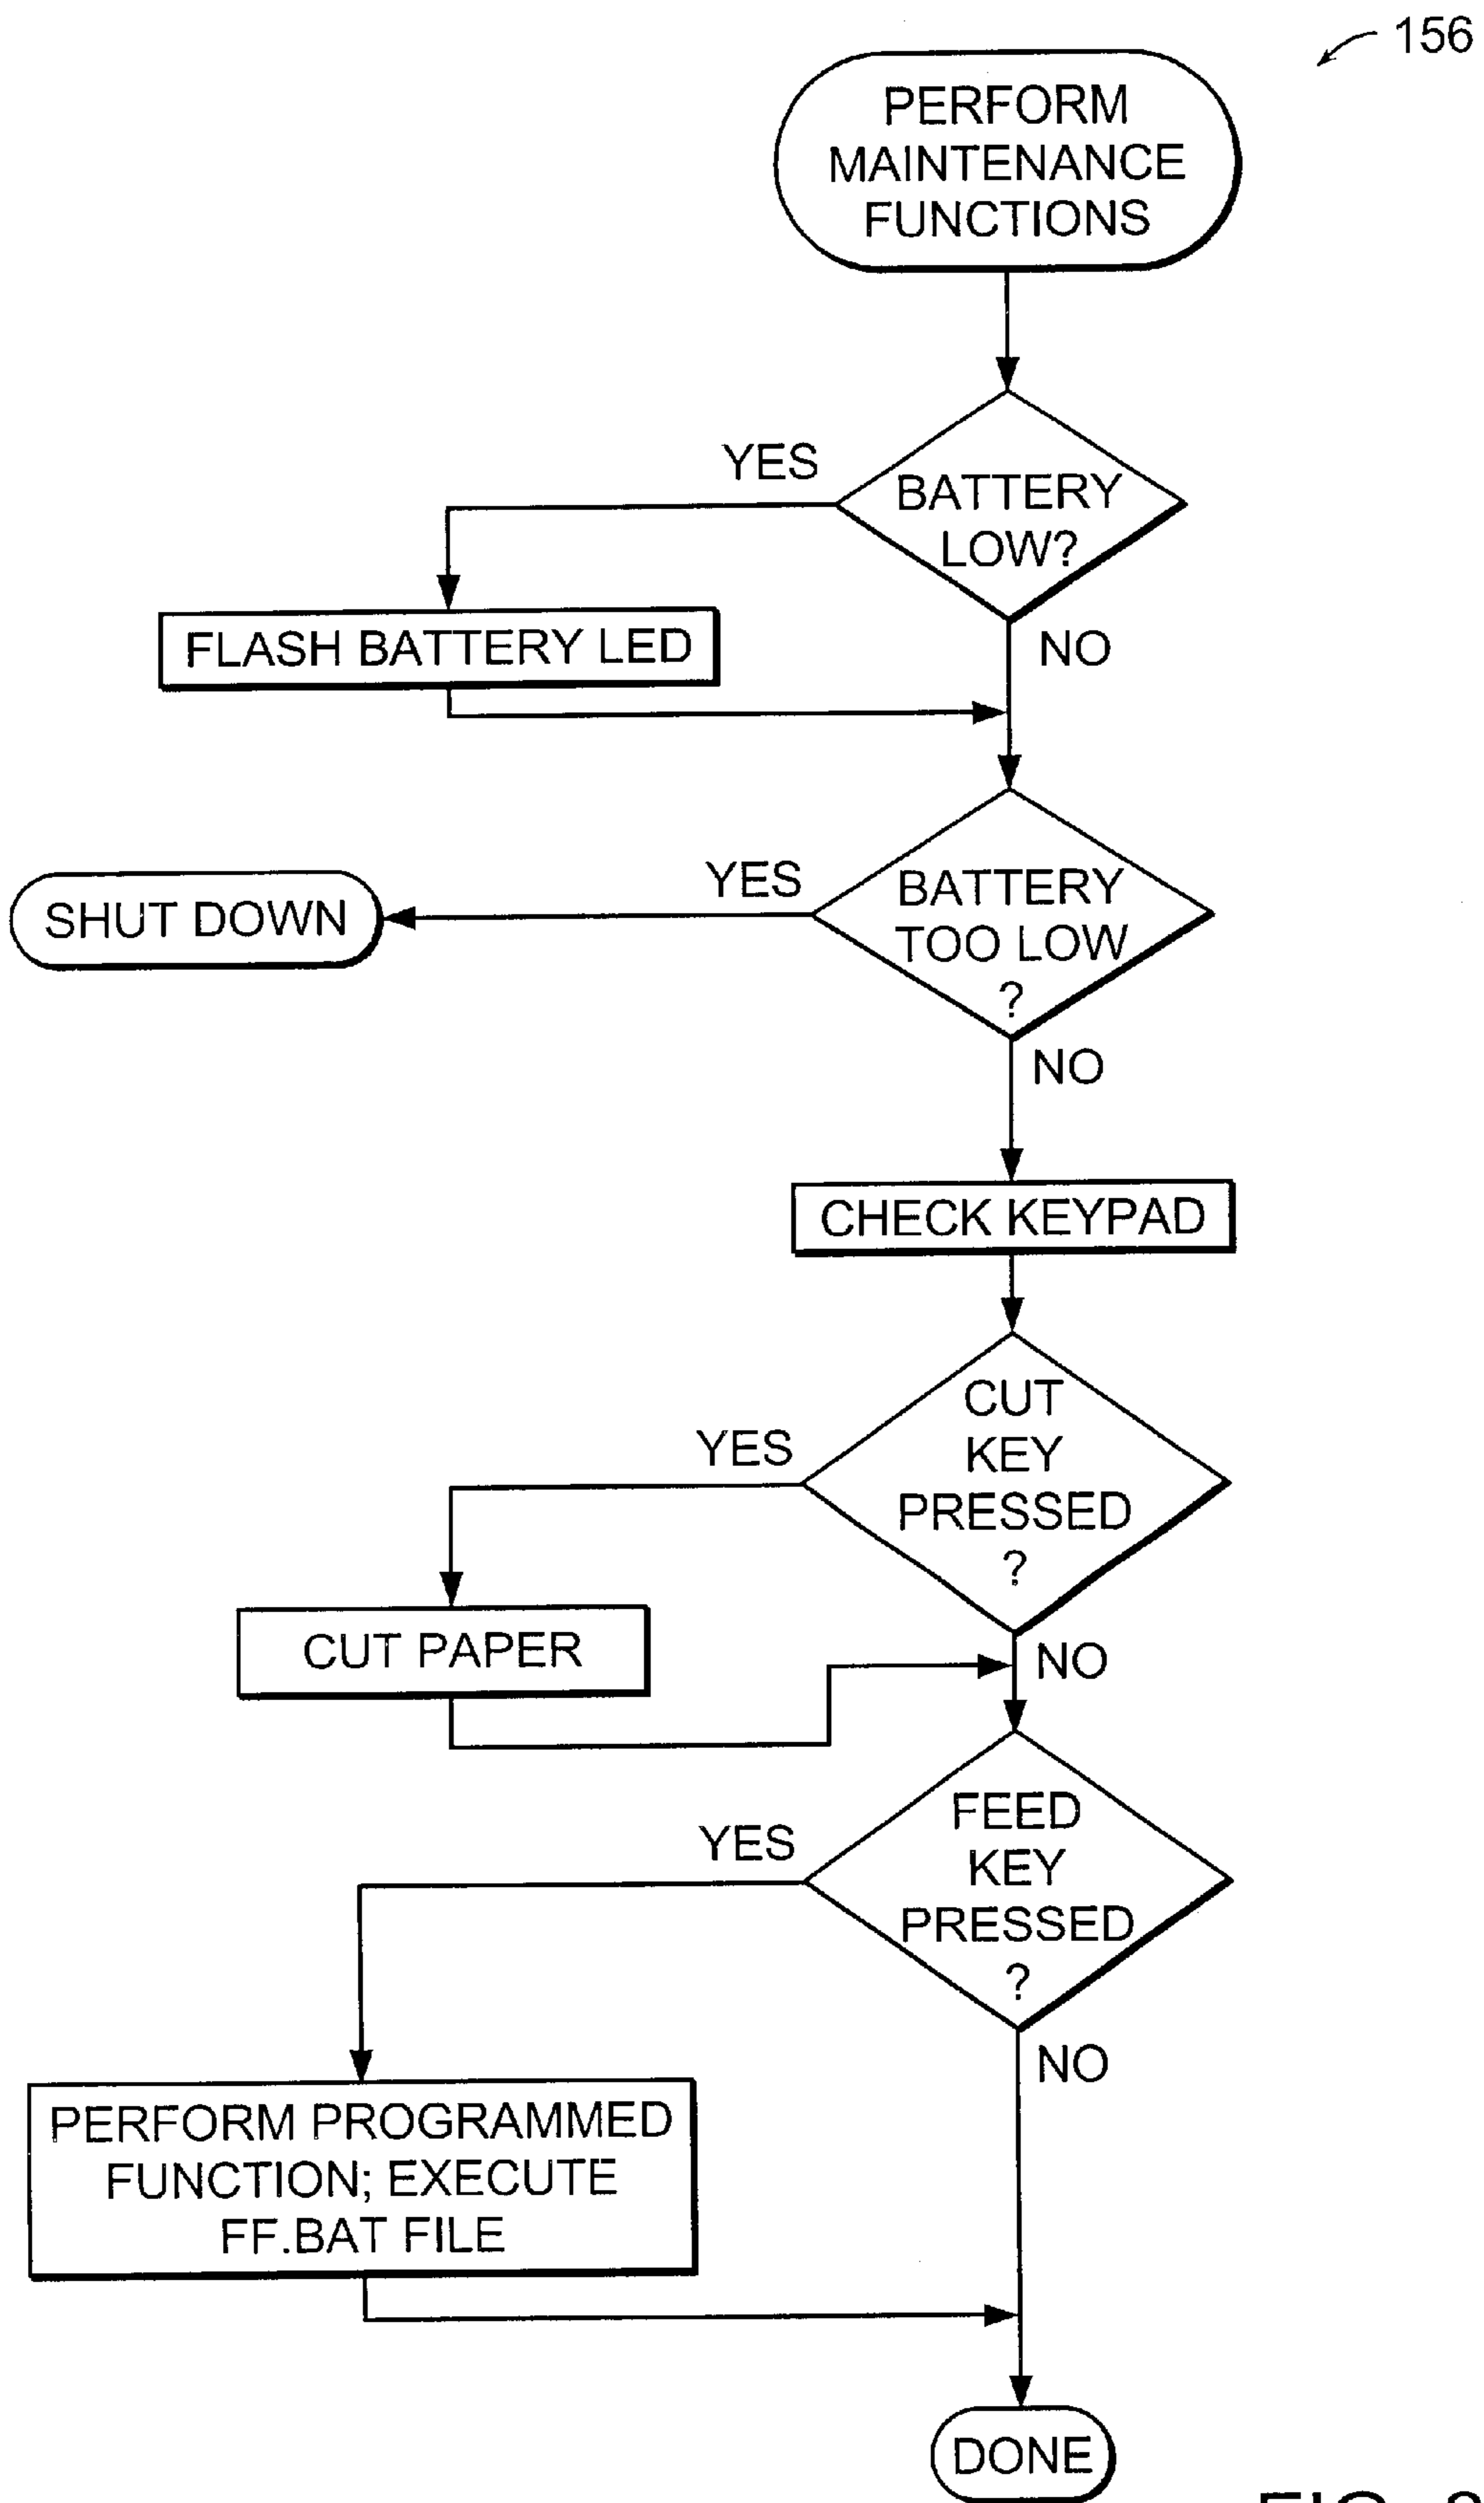 156
PERFORM
MAINTENANCE
FUNCTIONS
YES
BATTERY
LOW?
FLASH BATTERY LED
NO
YES
BATTERY
TOO LOW
?
SHUT DOWN
NO
CHECK KEYPAD
CUT
KEY
PRESSED
?
YES
CUT PAPER
NO
FEED
KEY
PRESSED
?
YES
NO
PERFORM PROGRAMMED
FUNCTION; EXECUTE
FF.BAT FILE
DONE